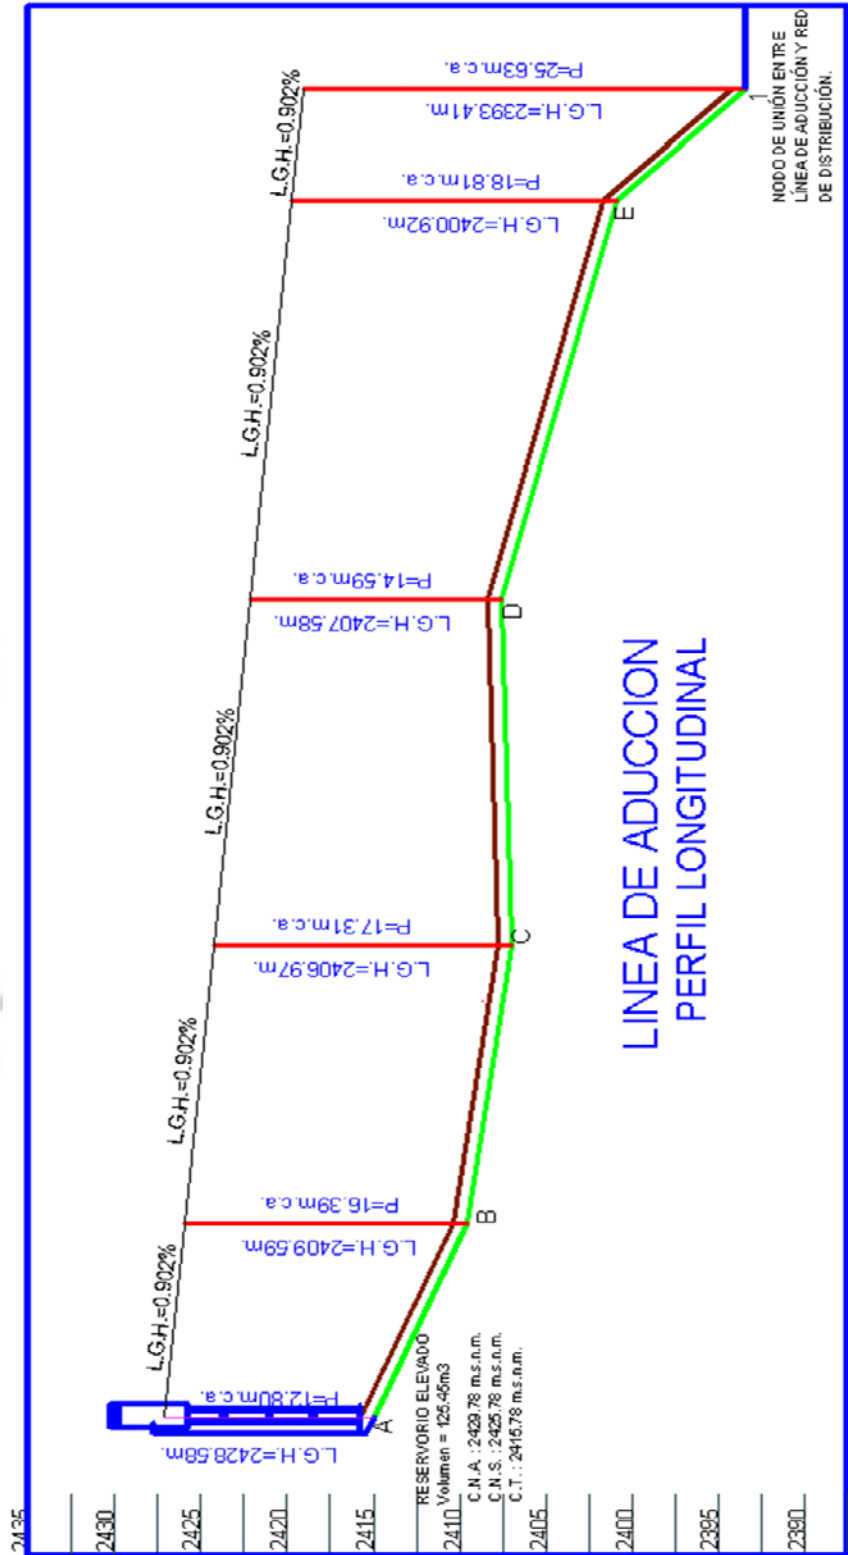 2435
2430
2425
2420
2415
2410
2405
2400
2395
2390
L.G.H.=2428.58m.
P=12.80m.c.a.
A
RESERVORIO ELEVADO
Volumen = 125.45m3
C.N.A. : 2429.78 m.s.n.m.
C.N.S. : 2425.78 m.s.n.m.
C.T. : 2415.78 m.s.n.m.
L.G.H.=0.902%
L.G.H.=2409.59m.
P=16.39m.c.a.
B
L.G.H.=0.902%
L.G.H.=2406.97m.
P=17.31m.c.a.
C
L.G.H.=0.902%
L.G.H.=2407.58m.
P=14.59m.c.a.
D
L.G.H.=0.902%
L.G.H.=2400.92m.
P=18.81m.c.a.
E
L.G.H.=0.902%
L.G.H.=2393.41m.
P=25.63m.c.a.
1
NODO DE UNIÓN ENTRE
LÍNEA DE ADUCCIÓN Y RED
DE DISTRIBUCIÓN.
LINEA DE ADUCCION
PERFIL LONGITUDINAL